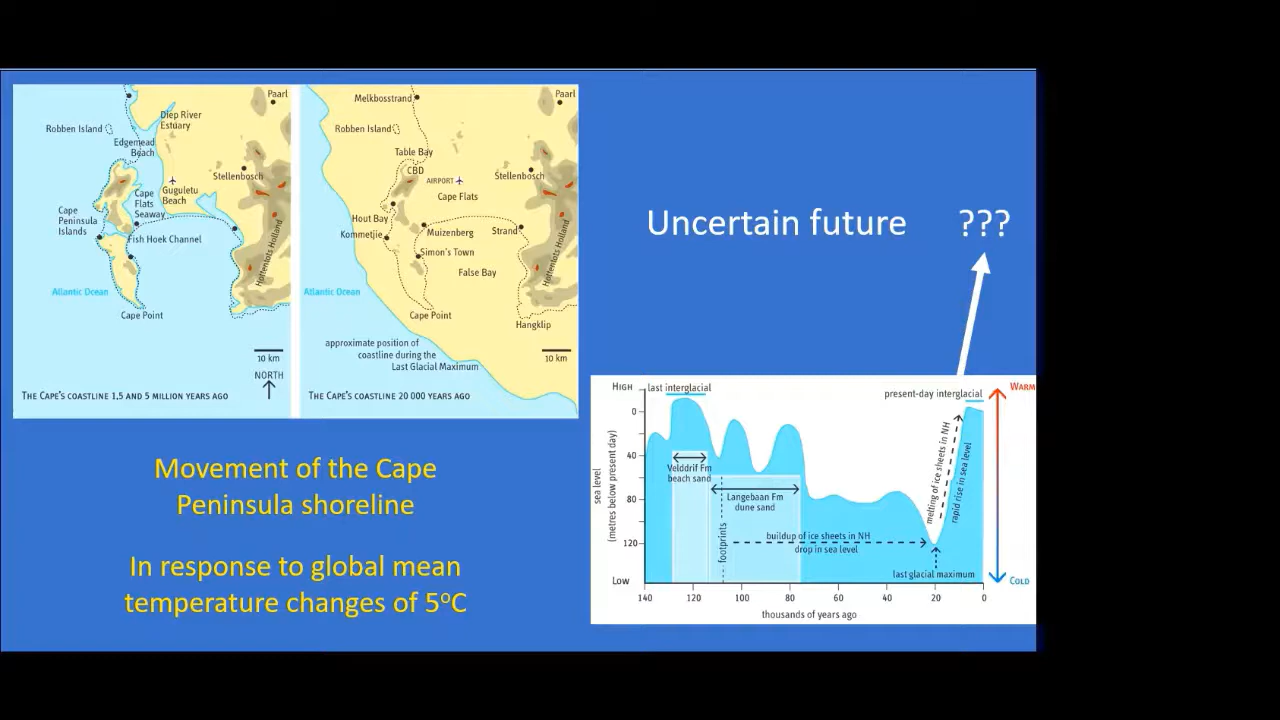 Paarl
Diep River
Estuary
Robben Island
Edgemead
Beach
Stellenbosch
Cape
Flats
Seaway
Guguletu
Beach
Cape
Peninsula
Islands
Fish Hoek Channel
Hottentots Holland
Atlantic Ocean
Cape Point
10 km
NORTH
THE CAPE'S COASTLINE 1,5 AND 5 MILLION YEARS AGO
Melkbosstrand
Paarl
Robben Island
Table Bay
CBD
AIRPORT
Stellenbosch
Cape Flats
Hout Bay
Kommetjie
Muizenberg
Strand
Simon's Town
False Bay
Hottentots Holland
Atlantic Ocean
Cape Point
Hangklip
approximate position of
coastline during the
Last Glacial Maximum
10 km
THE CAPE'S COASTLINE 20 000 YEARS AGO
Uncertain future ???
Movement of the Cape
Peninsula shoreline
In response to global mean
temperature changes of 5°C
HIGH
last interglacial
present-day interglacial
WARM
0
40
80
120
LOW
sea level
(metres below present day)
Velddrif Fm
beach sand
Langebaan Fm
dune sand
footprints
buildup of ice sheets in NH
drop in sea level
melting of ice sheets in NH
rapid rise in sea level
last glacial maximum
COLD
140 120 100 80 60 40 20 0
thousands of years ago